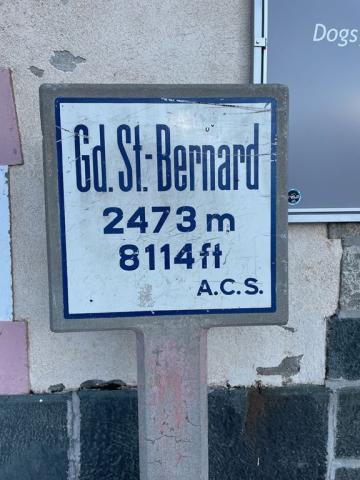 Dogs
Gd. St.-Bernard
2473 m
8114 ft
A.C.S.